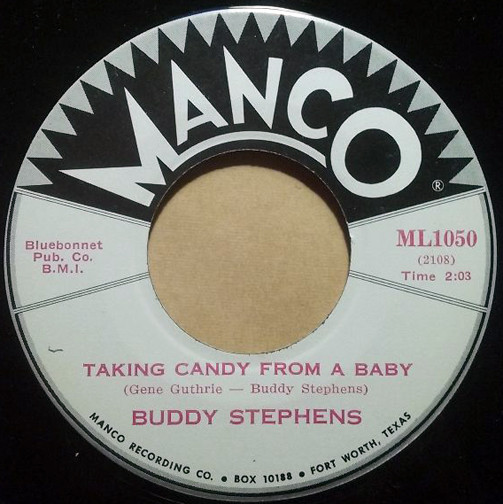 MANCO
®
Bluebonnet
Pub. Co.
B.M.I.
ML1050
(2108)
Time 2:03
TAKING CANDY FROM A BABY
(Gene Guthrie — Buddy Stephens)
BUDDY STEPHENS
MANCO RECORDING CO. • BOX 10188 • FORT WORTH, TEXAS